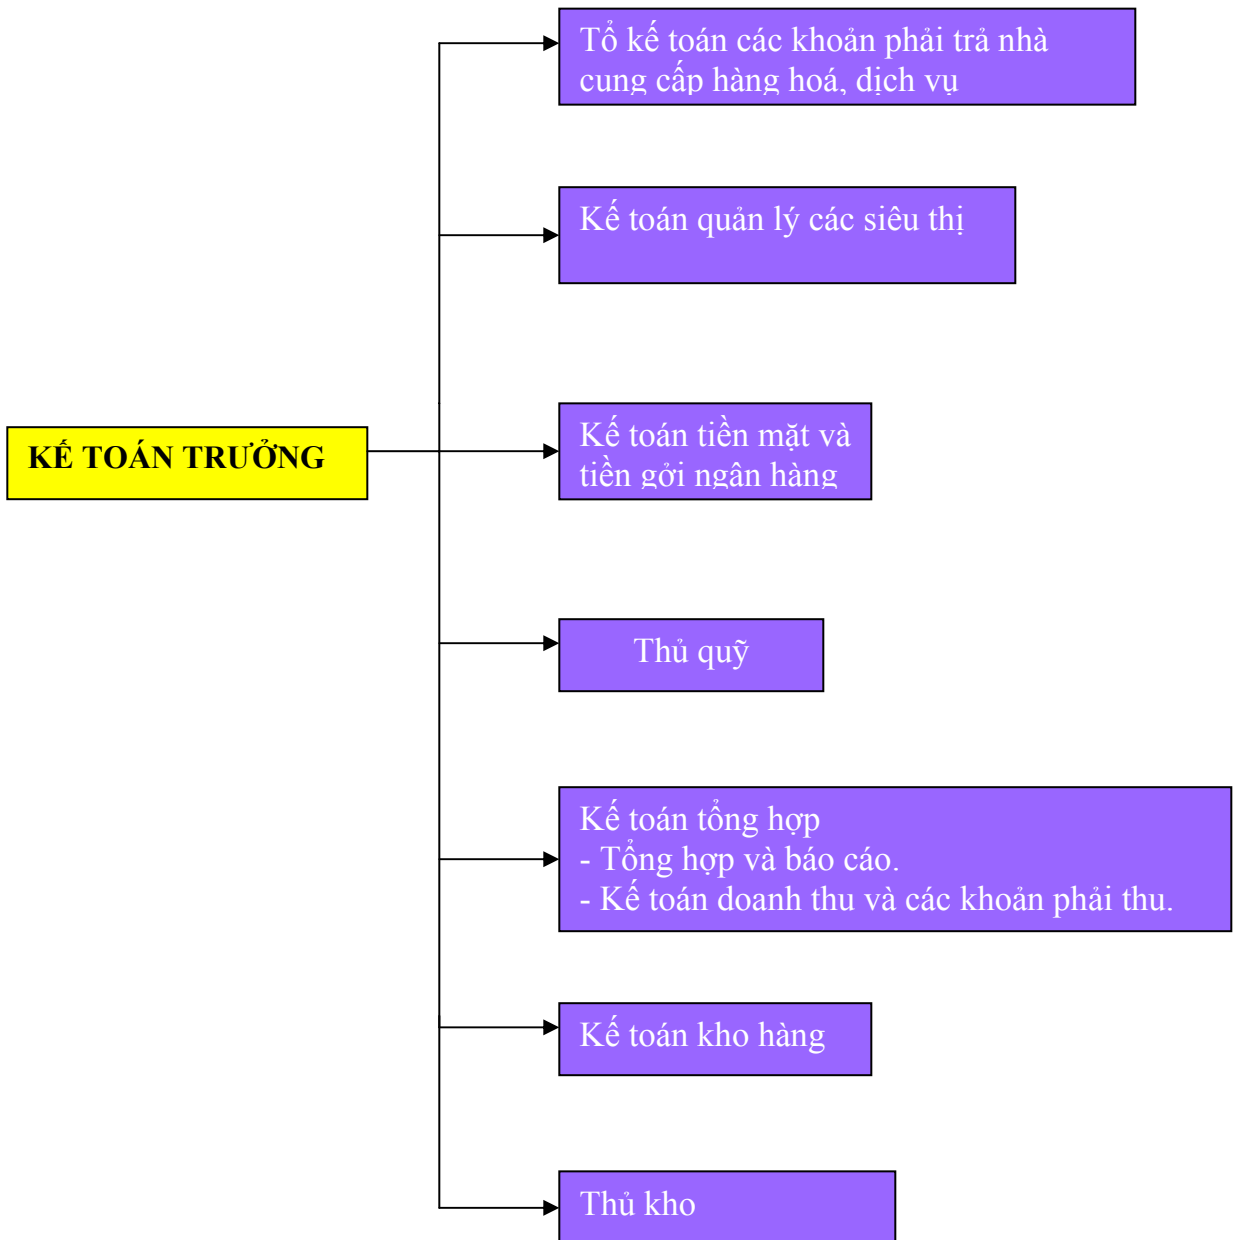 Tổ kế toán các khoản phải trả nhà
cung cấp hàng hoá, dịch vụ
Kế toán quản lý các siêu thị
KẾ TOÁN TRƯỞNG
Kế toán tiền mặt và
tiền gởi ngân hàng
Thủ quỹ
Kế toán tổng hợp
- Tổng hợp và báo cáo.
- Kế toán doanh thu và các khoản phải thu.
Kế toán kho hàng
Thủ kho